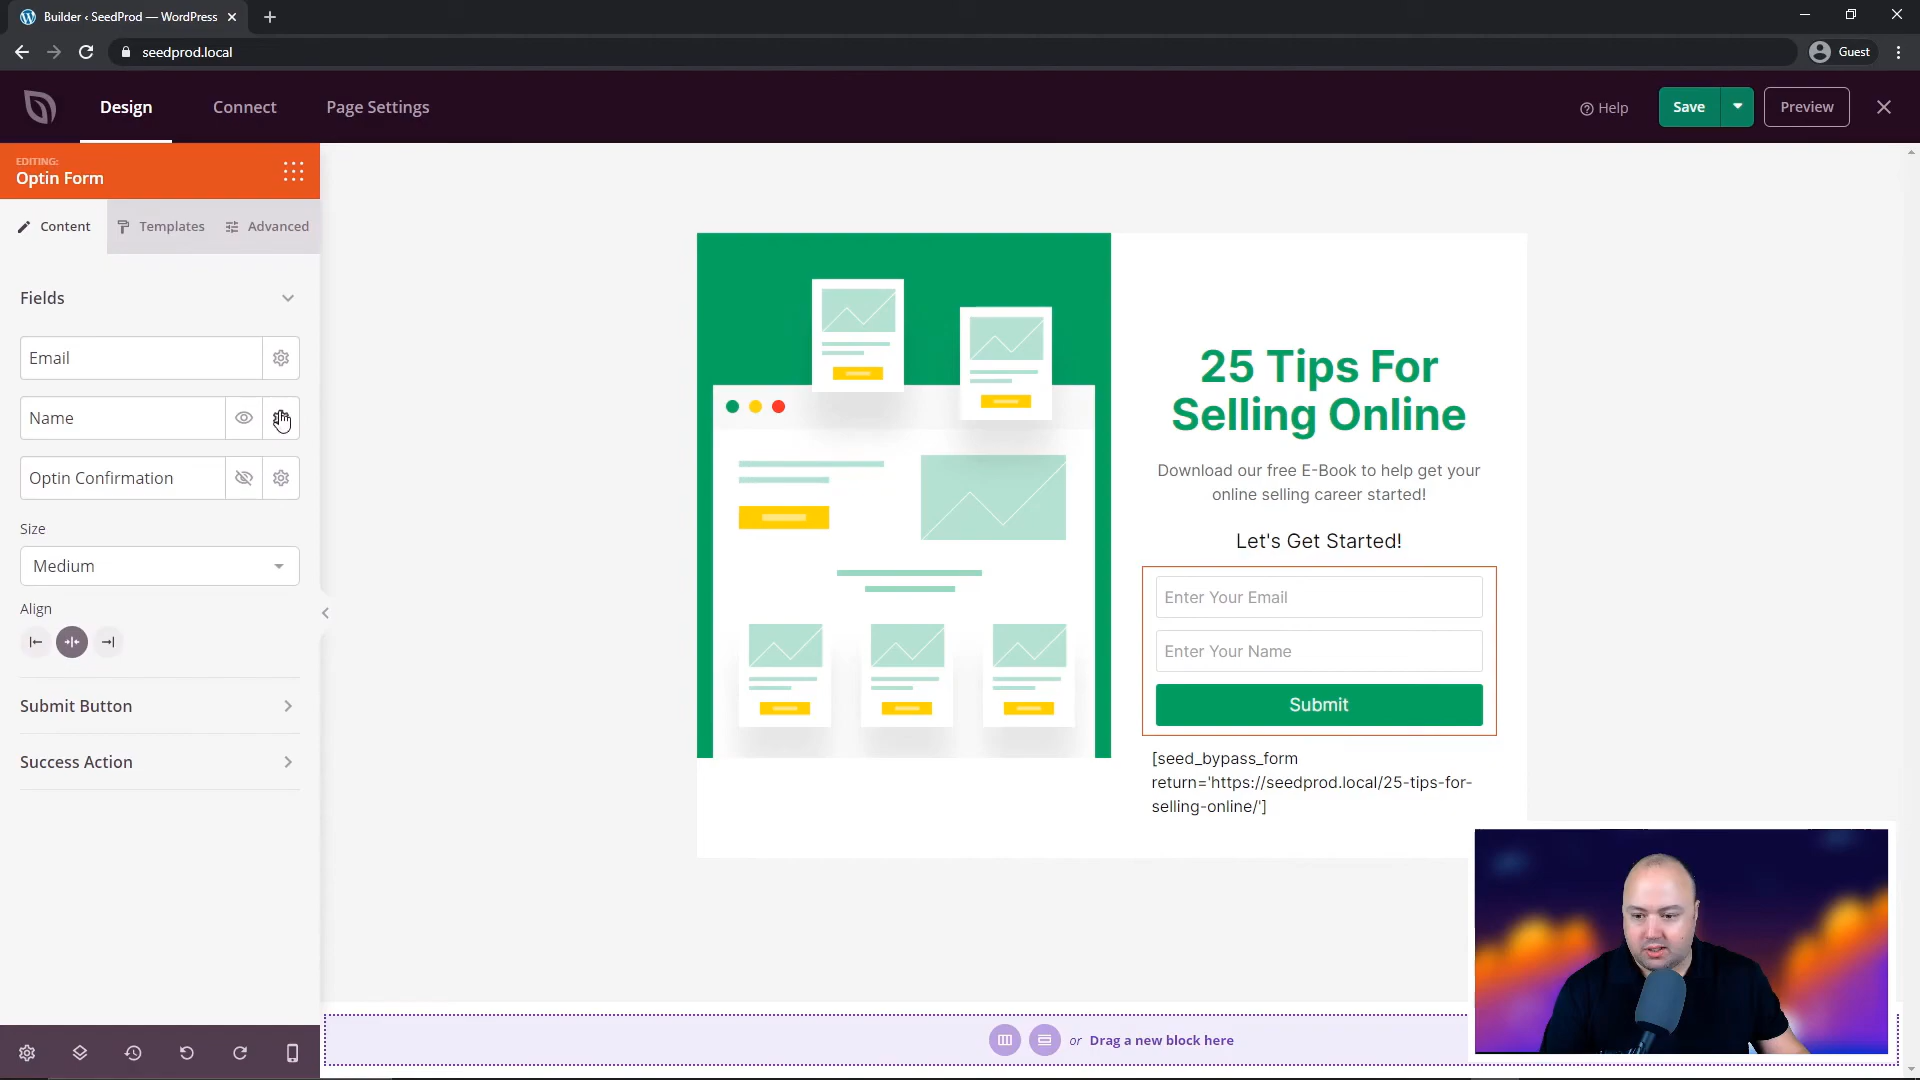 Builder ‹ SeedProd — WordPress
seedprod.local
Guest
Design
Connect
Page Settings
Help
Save
Preview
EDITING:
Optin Form
Content
Templates
Advanced
Fields
Email
Name
Optin Confirmation
Size
Medium
Align
Submit Button
Success Action
25 Tips For
Selling Online
Download our free E-Book to help get your
online selling career started!
Let's Get Started!
Enter Your Email
Enter Your Name
Submit
[seed_bypass_form
return='https://seedprod.local/25-tips-for-
selling-online/']
or Drag a new block here